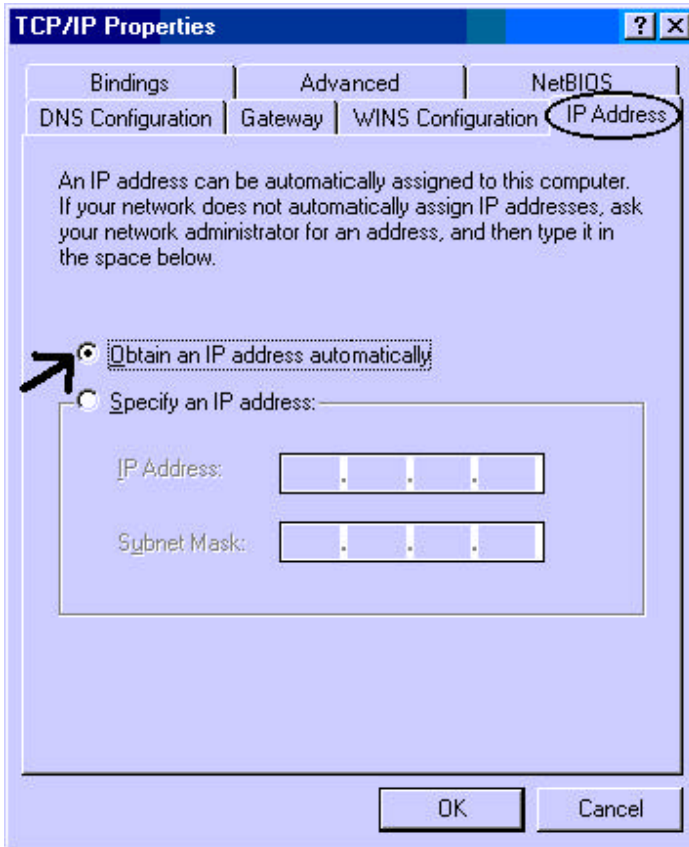 TCP/IP Properties
Bindings
Advanced
NetBIOS
DNS Configuration
Gateway
WINS Configuration
IP Address
An IP address can be automatically assigned to this computer.
If your network does not automatically assign IP addresses, ask
your network administrator for an address, and then type it in
the space below.
Obtain an IP address automatically
Specify an IP address:
IP Address:
. . .
Subnet Mask:
. . .
OK
Cancel